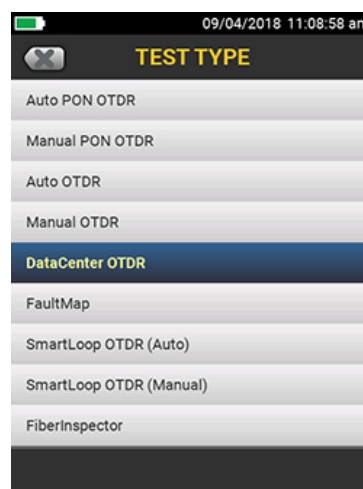 09/04/2018 11:08:58 an
TEST TYPE
Auto PON OTDR
Manual PON OTDR
Auto OTDR
Manual OTDR
DataCenter OTDR
FaultMap
SmartLoop OTDR (Auto)
SmartLoop OTDR (Manual)
FiberInspector